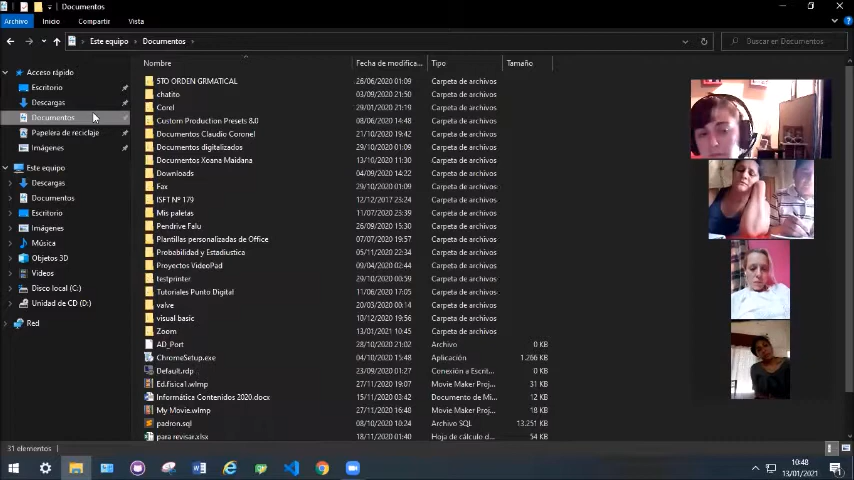 Documentos
Archivo Inicio Compartir Vista
Este equipo Documentos
Buscar en Documentos
Acceso rápido
Escritorio
Descargas
Documentos
Papelera de reciclaje
Imágenes
Este equipo
Descargas
Documentos
Escritorio
Imágenes
Música
Objetos 3D
Videos
Disco local (C:)
Unidad de CD (D:)
Red
Nombre Fecha de modifica... Tipo Tamaño
5TO ORDEN GRMATICAL 26/06/2020 01:09 Carpeta de archivos
chatito 03/09/2020 21:50 Carpeta de archivos
Corel 29/01/2020 21:19 Carpeta de archivos
Custom Production Presets 8.0 08/06/2020 14:48 Carpeta de archivos
Documentos Claudio Coronel 21/10/2020 19:42 Carpeta de archivos
Documentos digitalizados 29/10/2020 01:09 Carpeta de archivos
Documentos Xoana Maidana 13/10/2020 11:30 Carpeta de archivos
Downloads 04/09/2020 14:22 Carpeta de archivos
Fax 29/10/2020 01:09 Carpeta de archivos
ISFT Nº 179 12/12/2017 23:24 Carpeta de archivos
Mis paletas 11/07/2020 23:39 Carpeta de archivos
Pendrive Falu 26/09/2020 15:30 Carpeta de archivos
Plantillas personalizadas de Office 07/07/2020 19:57 Carpeta de archivos
Probabilidad y Estadiustica 05/11/2020 22:34 Carpeta de archivos
Proyectos VideoPad 09/04/2020 02:44 Carpeta de archivos
testprinter 29/10/2020 00:59 Carpeta de archivos
Tutoriales Punto Digital 11/06/2020 17:05 Carpeta de archivos
valve 20/03/2020 00:14 Carpeta de archivos
visual basic 10/12/2020 19:56 Carpeta de archivos
Zoom 13/01/2021 10:45 Carpeta de archivos
AD_Port 28/10/2020 21:02 Archivo 0 KB
ChromeSetup.exe 04/10/2020 15:48 Aplicación 1.266 KB
Default.rdp 23/09/2020 01:27 Conexión a Escrit... 0 KB
Ed.fisica1.wlmp 27/11/2020 19:07 Movie Maker Proj... 31 KB
Informática Contenidos 2020.docx 15/11/2020 03:42 Documento de Mi... 12 KB
My Movie.wlmp 27/11/2020 16:48 Movie Maker Proj... 18 KB
padron.sql 08/10/2020 10:24 Archivo SQL 13.251 KB
para revisar.xlsx 18/11/2020 01:40 Hoja de cálculo d... 54 KB
31 elementos
10:48
13/01/2021